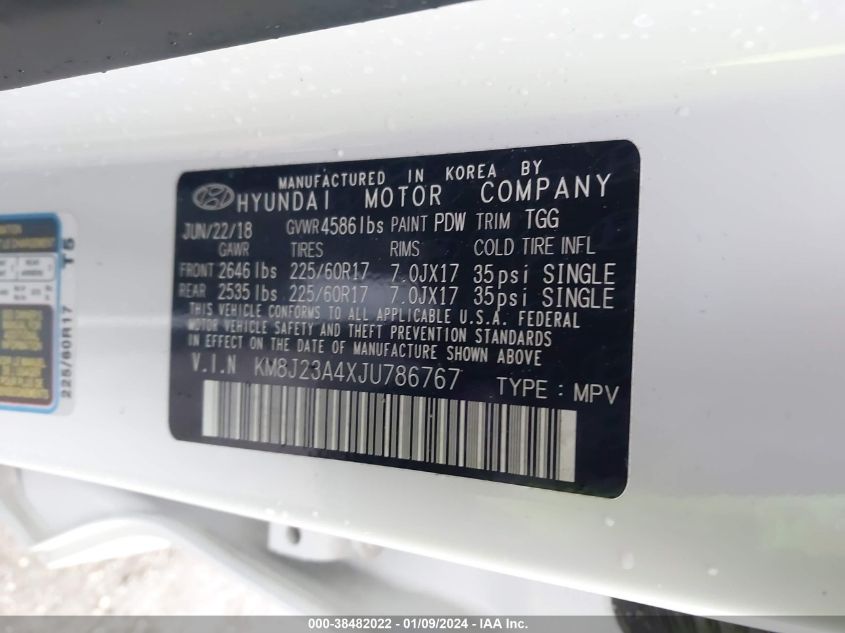 MANUFACTURED IN KOREA BY
HYUNDAI MOTOR COMPANY
JUN/22/18 GVWR 4586 lbs PAINT PDW TRIM TGG
GAWR TIRES RIMS COLD TIRE INFL
FRONT 2646 lbs 225/60R17 7.0JX17 35psi SINGLE
REAR 2535 lbs 225/60R17 7.0JX17 35psi SINGLE
THIS VEHICLE CONFORMS TO ALL APPLICABLE U.S.A. FEDERAL
MOTOR VEHICLE SAFETY AND THEFT PREVENTION STANDARDS
IN EFFECT ON THE DATE OF MANUFACTURE SHOWN ABOVE
V.I.N KM8J23A4XJU786767 TYPE : MPV
225/60R17 T5
000-38482022 - 01/09/2024 - IAA Inc.